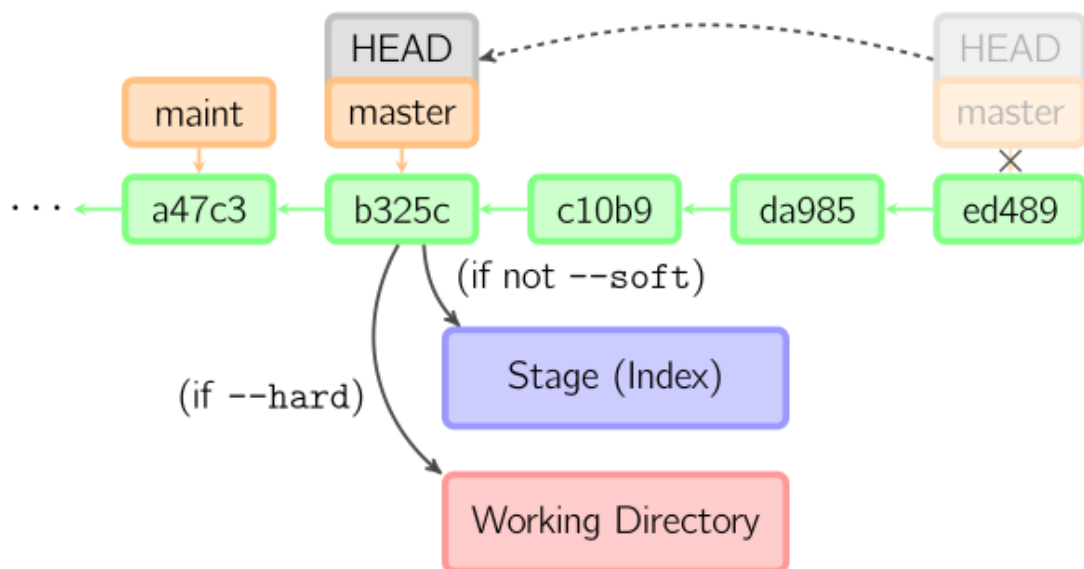 HEAD
HEAD
maint
master
master
...
a47c3
b325c
c10b9
da985
ed489
(if not --soft)
Stage (Index)
(if --hard)
Working Directory